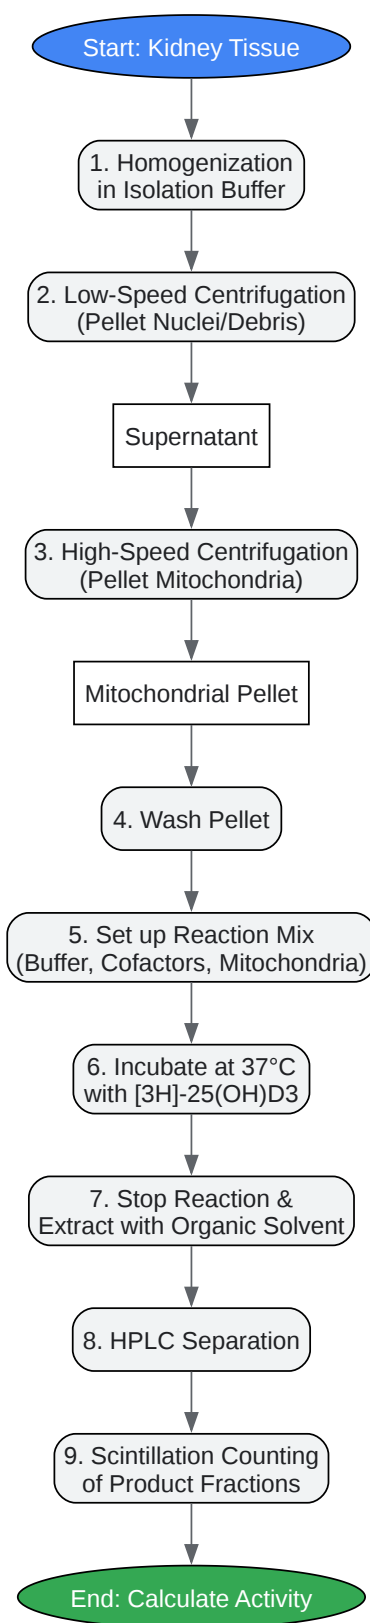 Start: Kidney Tissue
1. Homogenization
in Isolation Buffer
2. Low-Speed Centrifugation
(Pellet Nuclei/Debris)
Supernatant
3. High-Speed Centrifugation
(Pellet Mitochondria)
Mitochondrial Pellet
4. Wash Pellet
5. Set up Reaction Mix
(Buffer, Cofactors, Mitochondria)
6. Incubate at 37°C
with [3H]-25(OH)D3
7. Stop Reaction &
Extract with Organic Solvent
8. HPLC Separation
9. Scintillation Counting
of Product Fractions
End: Calculate Activity